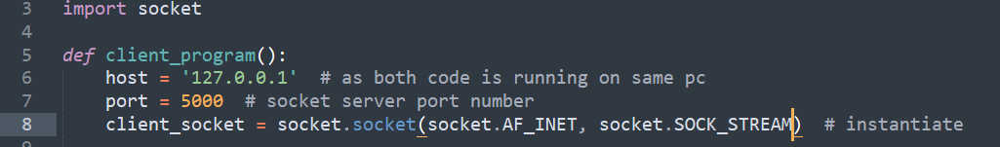 3 import socket
4
5 def client_program():
6     host = '127.0.0.1'  # as both code is running on same pc
7     port = 5000  # socket server port number
8     client_socket = socket.socket(socket.AF_INET, socket.SOCK_STREAM)  # instantiate